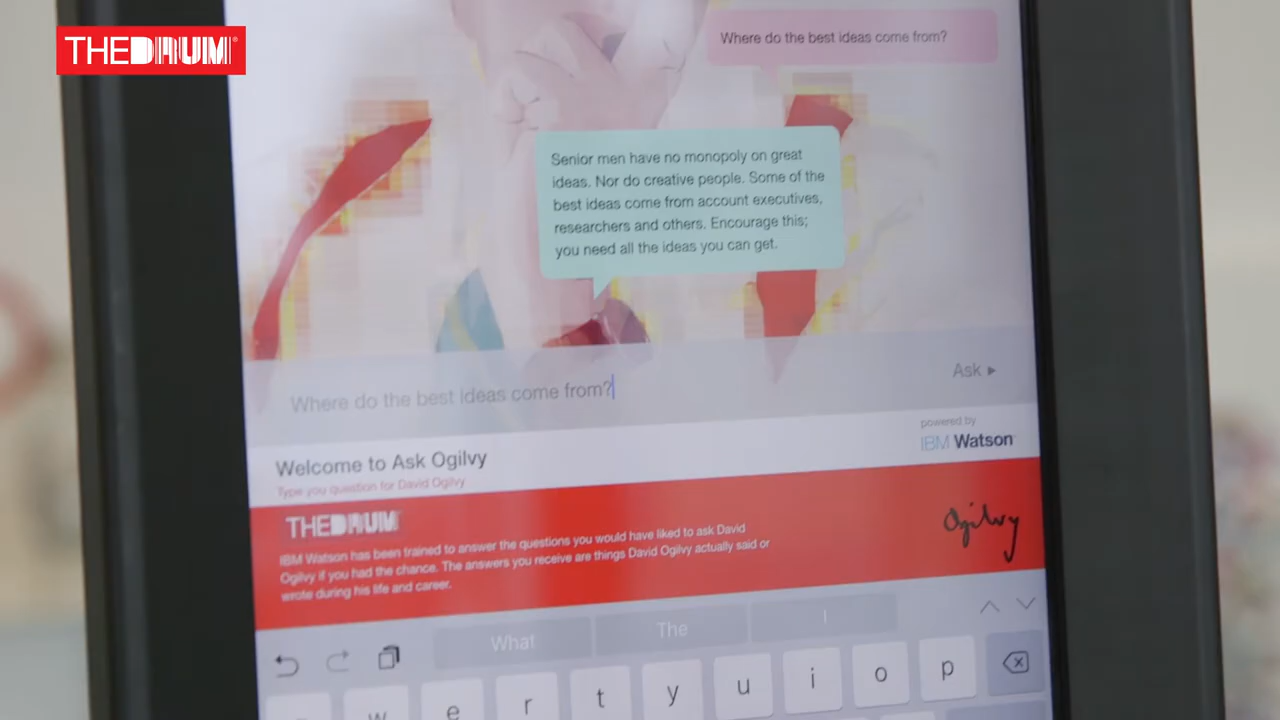 THEDRUM
Where do the best ideas come from?
Senior men have no monopoly on great
ideas. Nor do creative people. Some of the
best ideas come from account executives,
researchers and others. Encourage this;
you need all the ideas you can get.
Where do the best ideas come from?
Ask
powered by
IBM Watson
Welcome to Ask Ogilvy
Type you question for David Ogilvy
THEDRUM
Ogilvy
IBM Watson has been trained to answer the questions you would have liked to ask David
Ogilvy if you had the chance. The answers you receive are things David Ogilvy actually said or
wrote during his life and career.
What The I
w e r t y u i o p